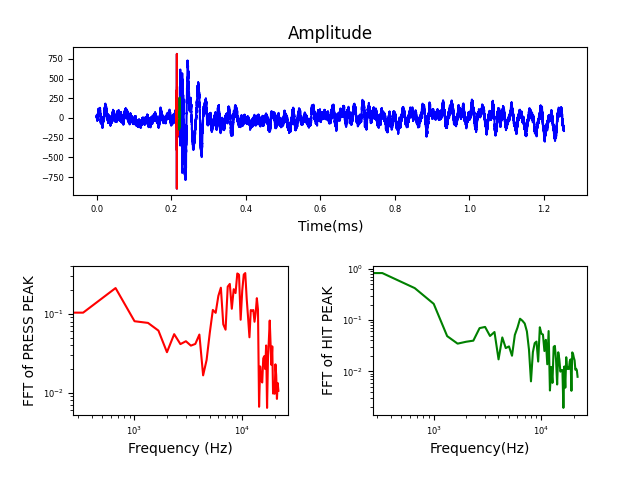 Amplitude
750
500
250
0
−250
−500
−750
0.0 0.2 0.4 0.6 0.8 1.0 1.2
Time(ms)
FFT of PRESS PEAK
10⁻¹
10⁻²
10³ 10⁴
Frequency (Hz)
FFT of HIT PEAK
10⁰
10⁻¹
10⁻²
10³ 10⁴
Frequency(Hz)